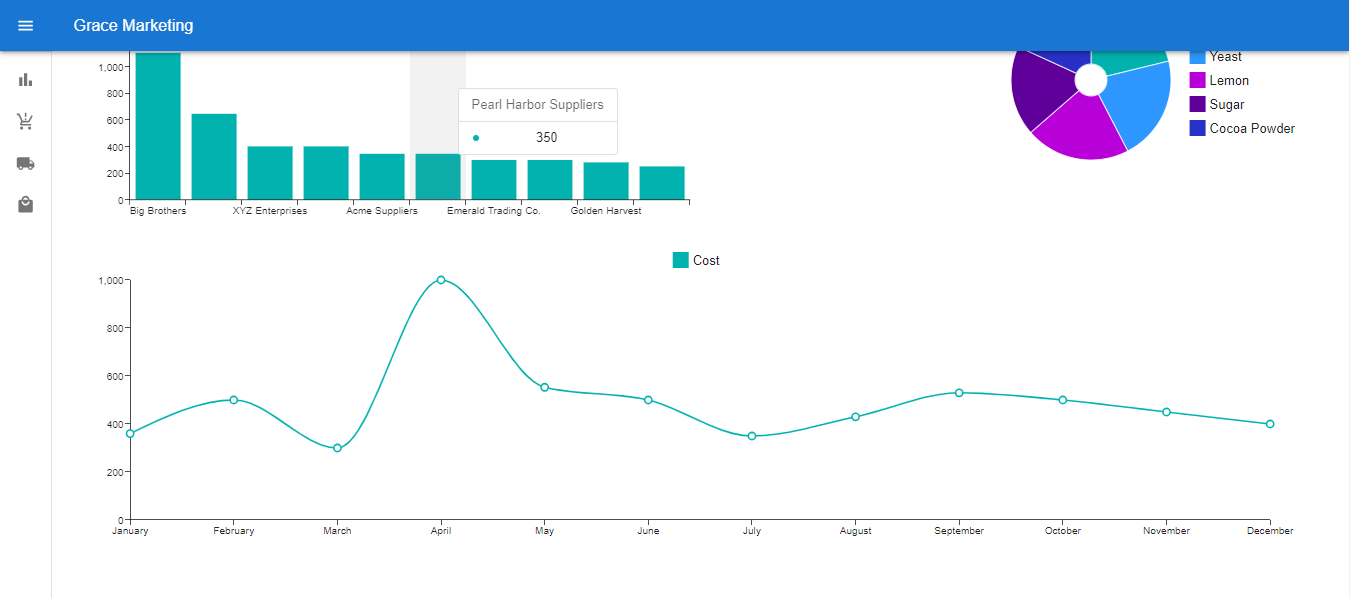 Grace Marketing
1,000
800
600
400
200
0
Big Brothers XYZ Enterprises Acme Suppliers Emerald Trading Co. Golden Harvest
Pearl Harbor Suppliers
350
Yeast
Lemon
Sugar
Cocoa Powder
Cost
1,000
800
600
400
200
0
January February March April May June July August September October November December